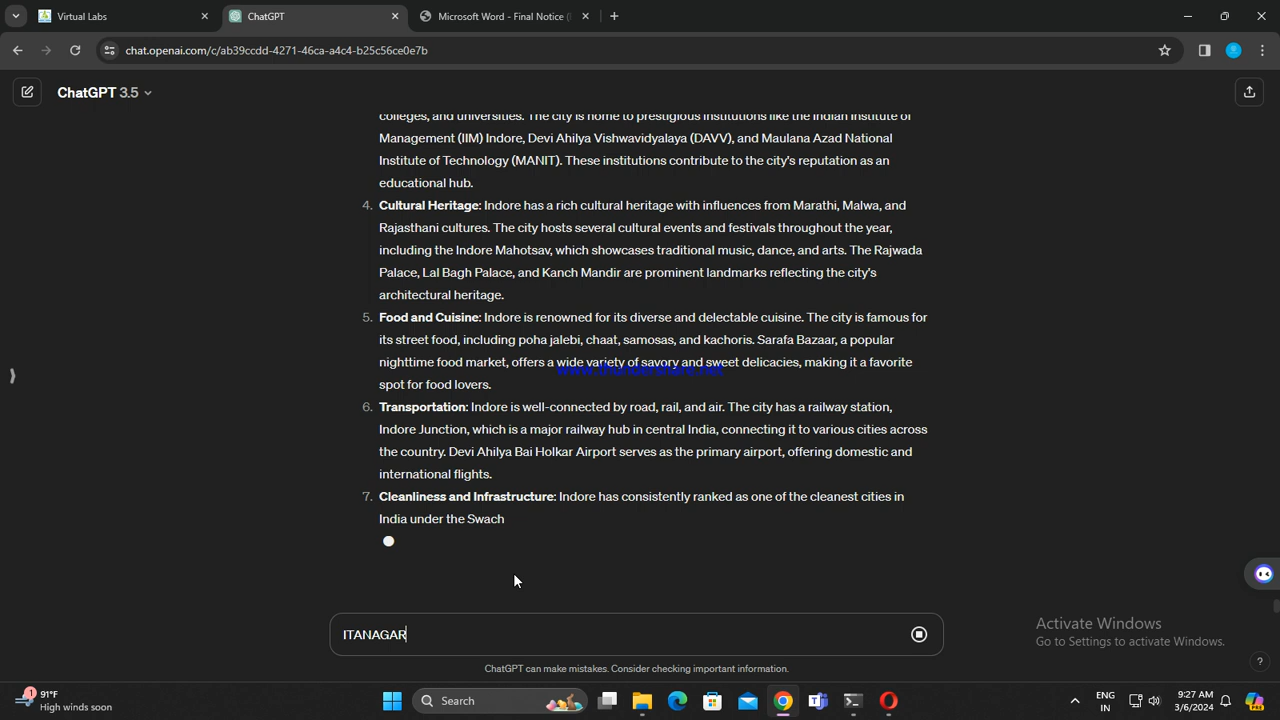 Virtual Labs
ChatGPT
Microsoft Word - Final Notice (
chat.openai.com/c/ab39ccdd-4271-46ca-a4c4-b25c56ce0e7b
ChatGPT 3.5
colleges, and universities. The city is home to prestigious institutions like the Indian Institute of
Management (IIM) Indore, Devi Ahilya Vishwavidyalaya (DAVV), and Maulana Azad National
Institute of Technology (MANIT). These institutions contribute to the city's reputation as an
educational hub.
4. Cultural Heritage: Indore has a rich cultural heritage with influences from Marathi, Malwa, and
Rajasthani cultures. The city hosts several cultural events and festivals throughout the year,
including the Indore Mahotsav, which showcases traditional music, dance, and arts. The Rajwada
Palace, Lal Bagh Palace, and Kanch Mandir are prominent landmarks reflecting the city's
architectural heritage.
5. Food and Cuisine: Indore is renowned for its diverse and delectable cuisine. The city is famous for
its street food, including poha jalebi, chaat, samosas, and kachoris. Sarafa Bazaar, a popular
nighttime food market, offers a wide variety of savory and sweet delicacies, making it a favorite
www.thundershare.net
spot for food lovers.
6. Transportation: Indore is well-connected by road, rail, and air. The city has a railway station,
Indore Junction, which is a major railway hub in central India, connecting it to various cities across
the country. Devi Ahilya Bai Holkar Airport serves as the primary airport, offering domestic and
international flights.
7. Cleanliness and Infrastructure: Indore has consistently ranked as one of the cleanest cities in
India under the Swach
ITANAGAR
ChatGPT can make mistakes. Consider checking important information.
?
Activate Windows
Go to Settings to activate Windows.
1
91°F
High winds soon
Search
ENG
IN
9:27 AM
3/6/2024